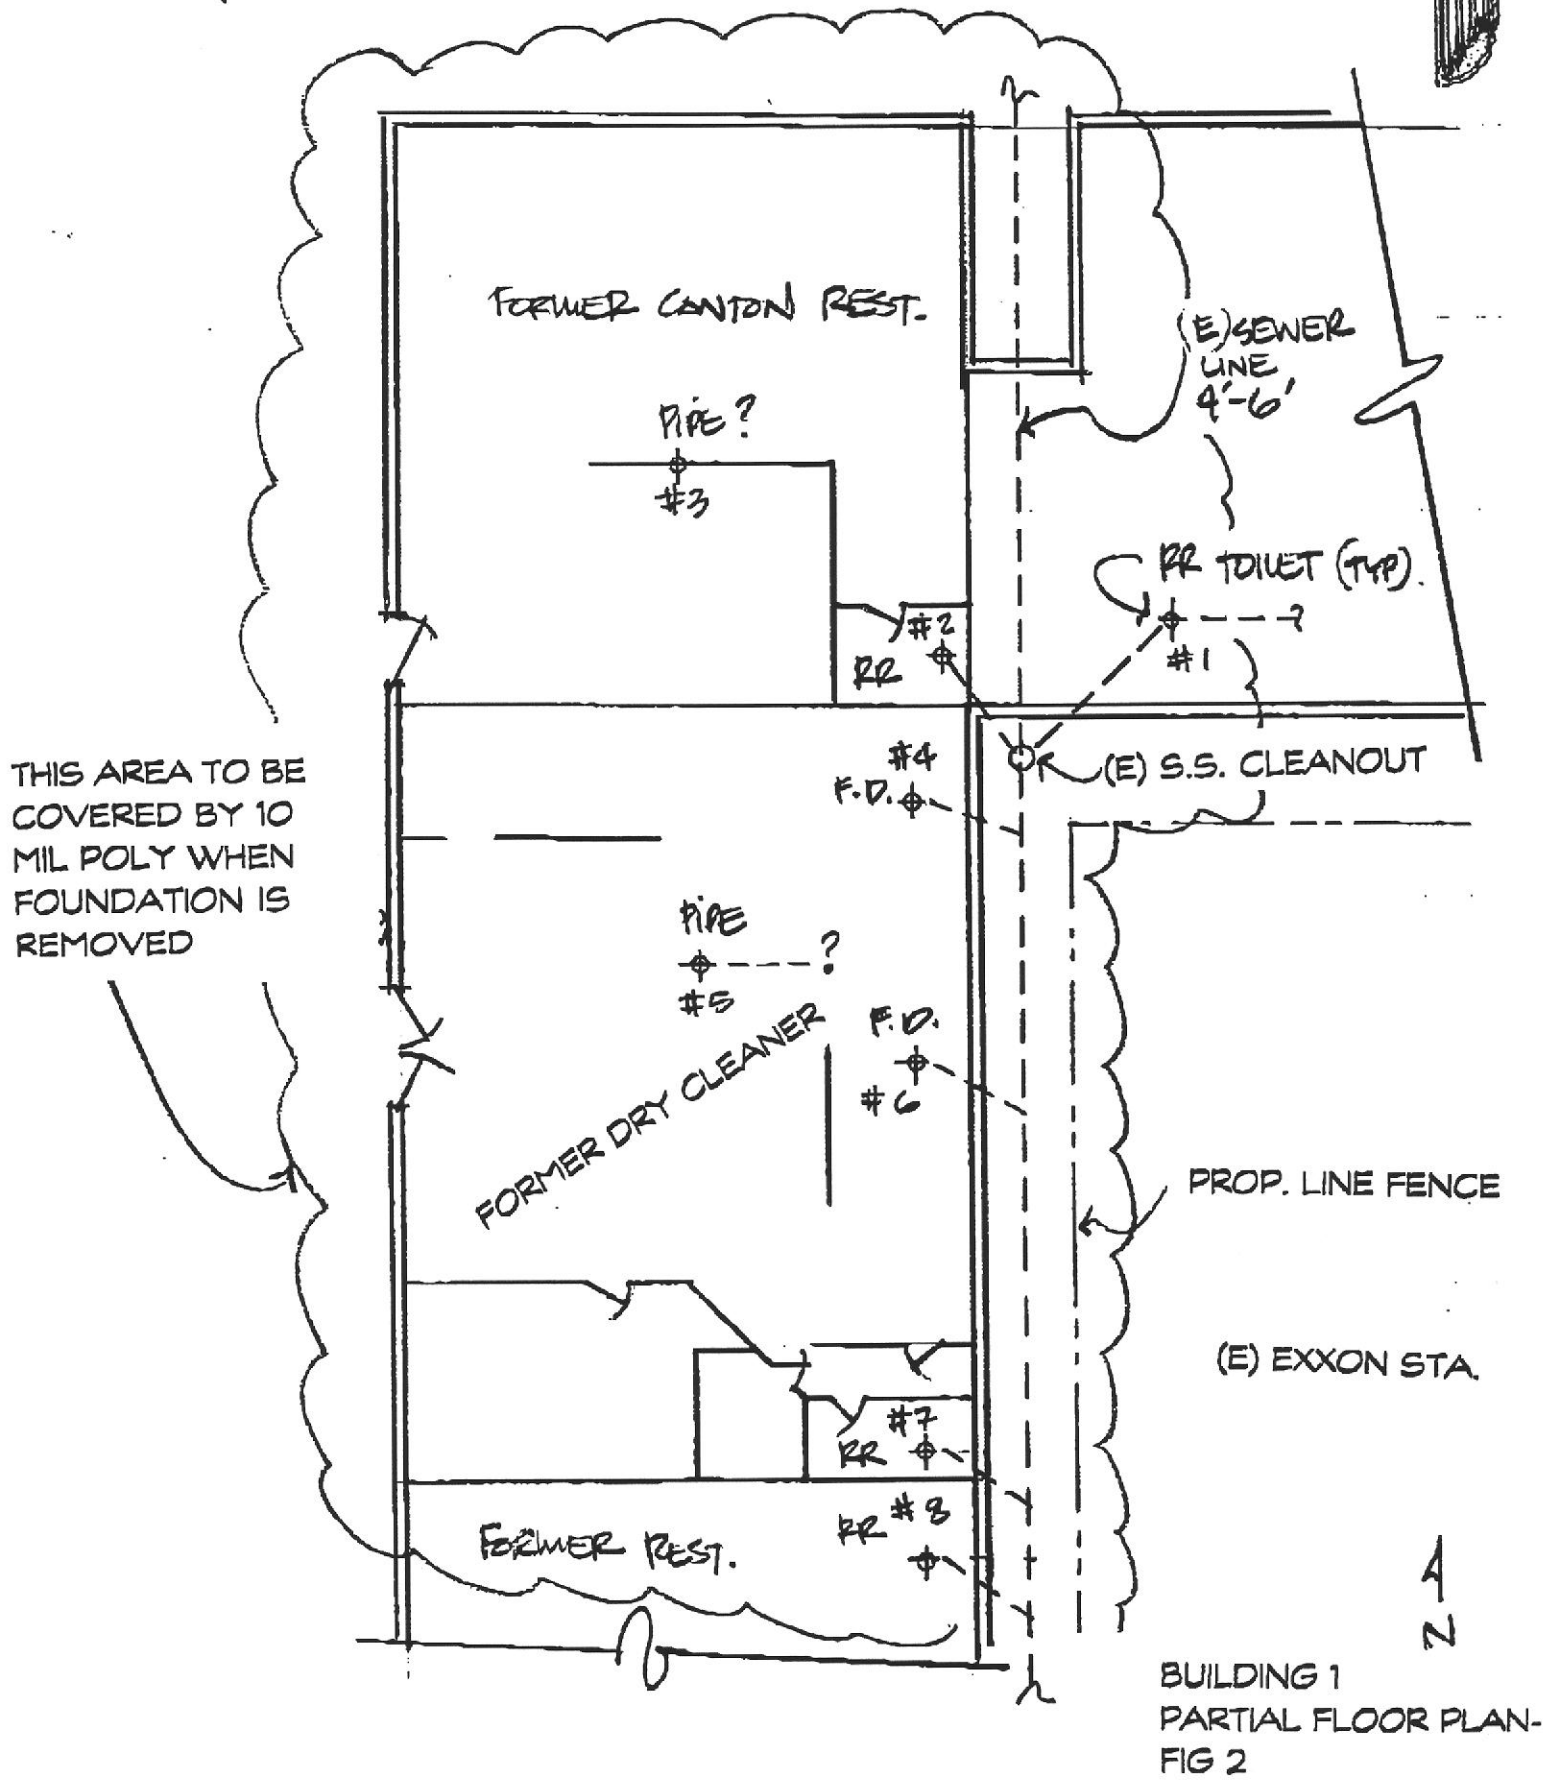 FORMER CANTON REST.
(E) SEWER
LINE
4'-6'
PIPE ?
#3
RR TOILET (TYP).
?
#1
#2
RR
THIS AREA TO BE
COVERED BY 10
MIL POLY WHEN
FOUNDATION IS
REMOVED
#4
F.D.
(E) S.S. CLEANOUT
PIPE
?
#5
F.D.
#6
FORMER DRY CLEANER
PROP. LINE FENCE
(E) EXXON STA.
#7
RR
RR #8
FORMER REST.
N
BUILDING 1
PARTIAL FLOOR PLAN-
FIG 2